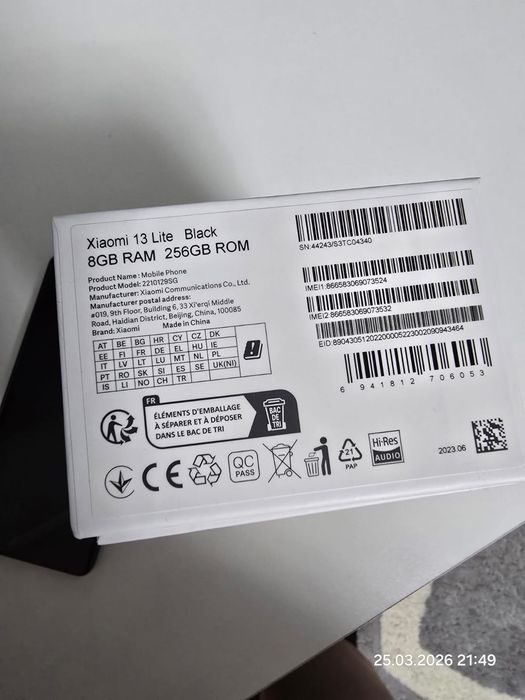 Xiaomi 13 Lite Black
8GB RAM 256GB ROM
Product Name : Mobile Phone
Product Model: 2210129SG
Manufacturer: Xiaomi Communications Co., Ltd.
Manufacturer postal address:
#019, 9th Floor, Building 6, 33 Xi'erqi Middle
Road, Haidian District, Beijing, China, 100085
Brand: Xiaomi Made in China
AT BE BG HR CY CZ DK
EE FI FR DE EL HU IE
IT LV LT LU MT NL PL
PT RO SK SI ES SE UK(NI)
IS LI NO CH TR
SN:44243/S3TC04340
IMEI1:866583069073524
IMEI2:866583069073532
EID:89043051202200005223002090943464
6 941812 706053
FR
ÉLÉMENTS D'EMBALLAGE
À SÉPARER ET À DÉPOSER
DANS LE BAC DE TRI
BAC
DE
TRI
CE
QC
PASS
21
PAP
Hi-Res
AUDIO
2023.06
25.03.2026 21:49